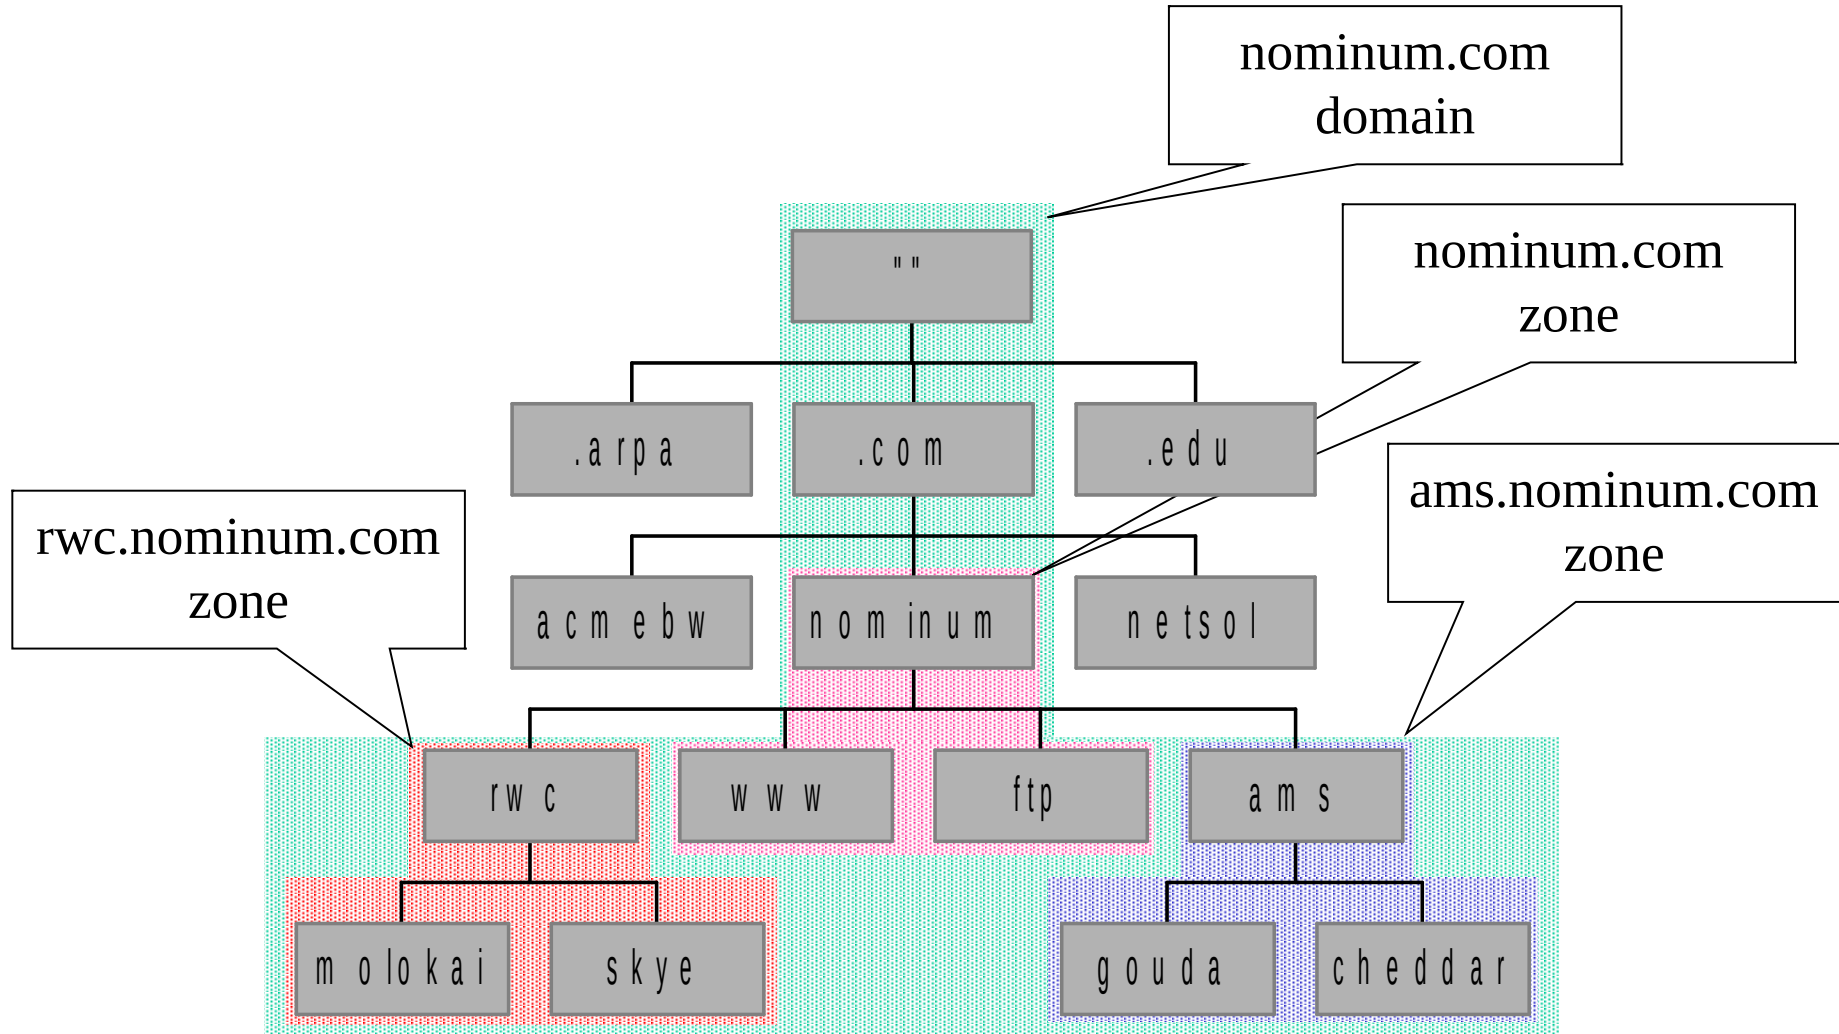 nominum.com
domain
nominum.com
zone
""
.arpa
.com
.edu
ams.nominum.com
zone
rwc.nominum.com
zone
acmebw
nominum
netsol
rwc
www
ftp
ams
molokai
skye
gouda
cheddar